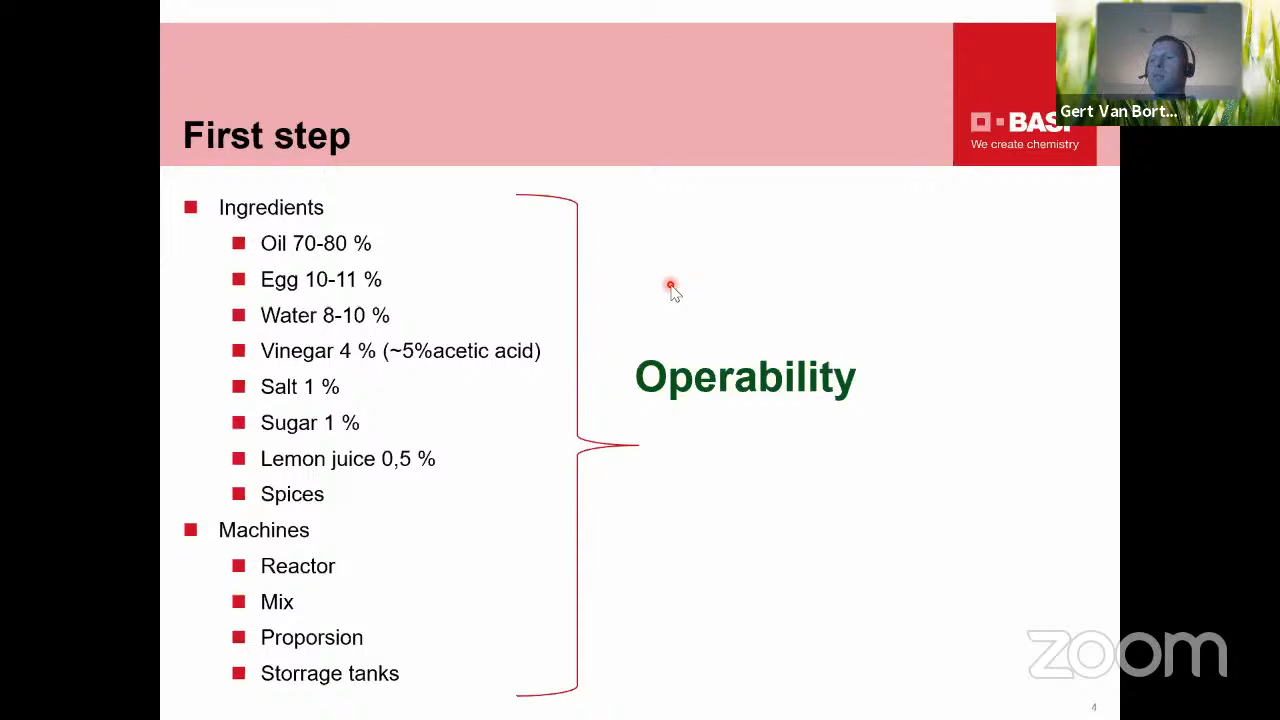 First step
BASF
We create chemistry
Gert Van Bort...
Ingredients
Oil 70-80 %
Egg 10-11 %
Water 8-10 %
Vinegar 4 % (~5%acetic acid)
Salt 1 %
Sugar 1 %
Lemon juice 0,5 %
Spices
Machines
Reactor
Mix
Proporsion
Storrage tanks
Operability
zoom
4